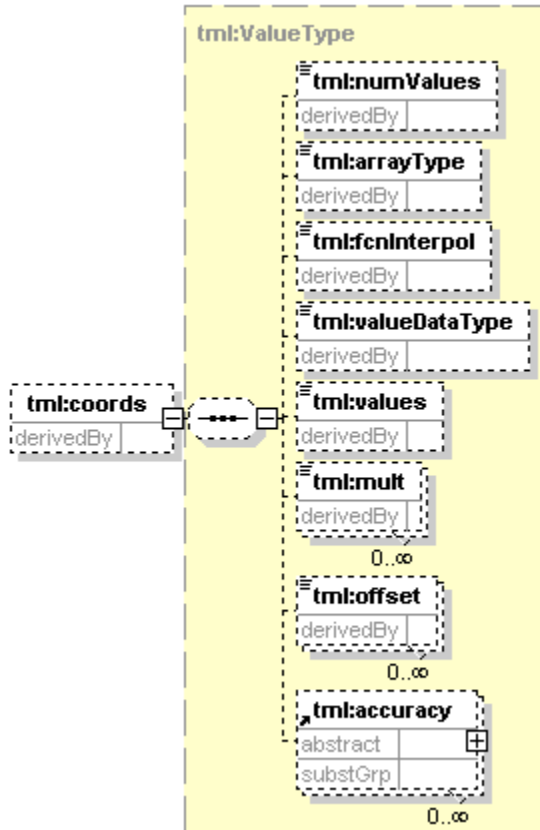 tml:ValueType
tml:numValues
derivedBy
tml:arrayType
derivedBy
tml:fcnInterpol
derivedBy
tml:valueDataType
derivedBy
tml:coords
derivedBy
tml:values
derivedBy
tml:mult
derivedBy
0..∞
tml:offset
derivedBy
0..∞
tml:accuracy
abstract
substGrp
0..∞